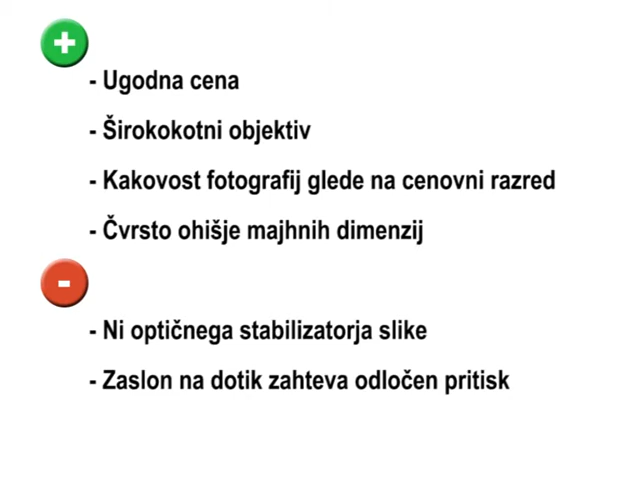 +
- Ugodna cena
- Širokokotni objektiv
- Kakovost fotografij glede na cenovni razred
- Čvrsto ohišje majhnih dimenzij
-
- Ni optičnega stabilizatorja slike
- Zaslon na dotik zahteva odločen pritisk